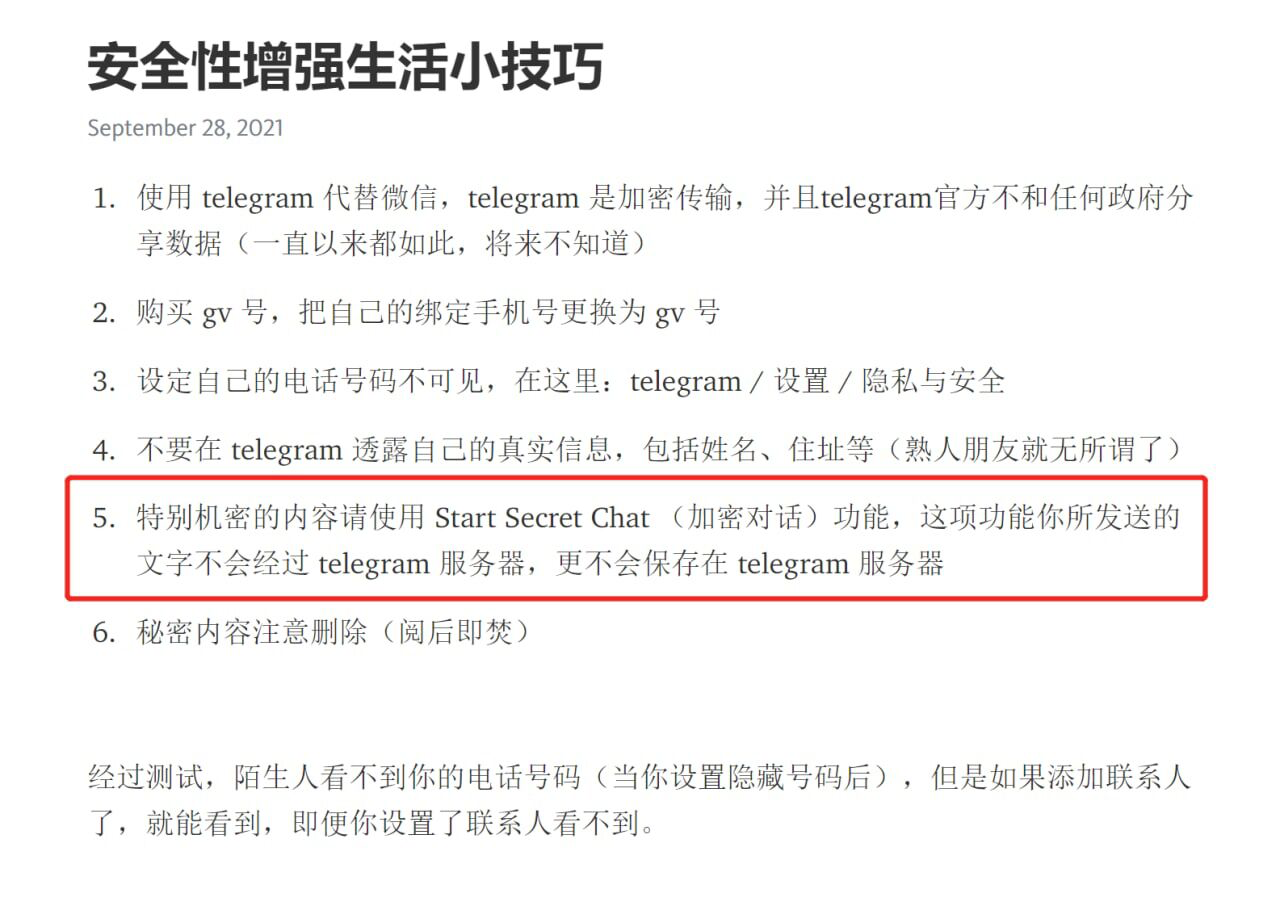 安全性增强生活小技巧
September 28, 2021
1. 使用 telegram 代替微信，telegram 是加密传输，并且telegram官方不和任何政府分
享数据（一直以来都如此，将来不知道）
2. 购买 gv 号，把自己的绑定手机号更换为 gv 号
3. 设定自己的电话号码不可见，在这里：telegram / 设置 / 隐私与安全
4. 不要在 telegram 透露自己的真实信息，包括姓名、住址等（熟人朋友就无所谓了）
5. 特别机密的内容请使用 Start Secret Chat （加密对话）功能，这项功能你所发送的
文字不会经过 telegram 服务器，更不会保存在 telegram 服务器
6. 秘密内容注意删除（阅后即焚）
经过测试，陌生人看不到你的电话号码（当你设置隐藏号码后），但是如果添加联系人
了，就能看到，即便你设置了联系人看不到。